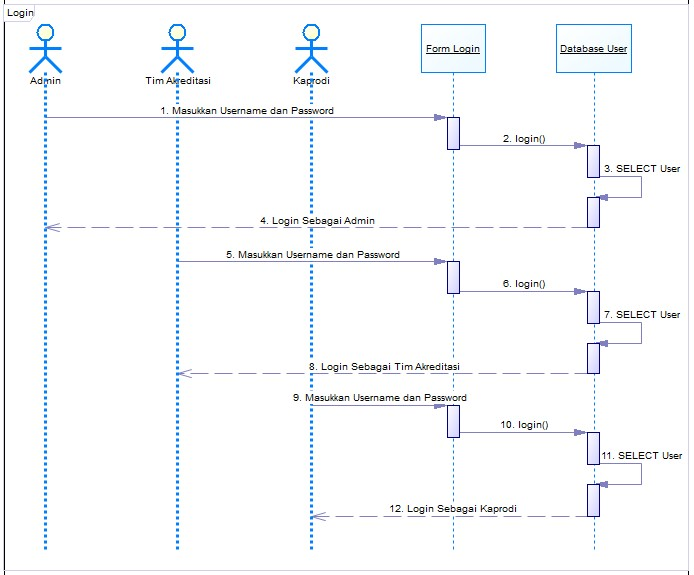 Login
Admin
Tim Akreditasi
Kaprodi
Form Login
Database User
1. Masukkan Username dan Password
2. login()
3. SELECT User
4. Login Sebagai Admin
5. Masukkan Username dan Password
6. login()
7. SELECT User
8. Login Sebagai Tim Akreditasi
9. Masukkan Username dan Password
10. login()
11. SELECT User
12. Login Sebagai Kaprodi